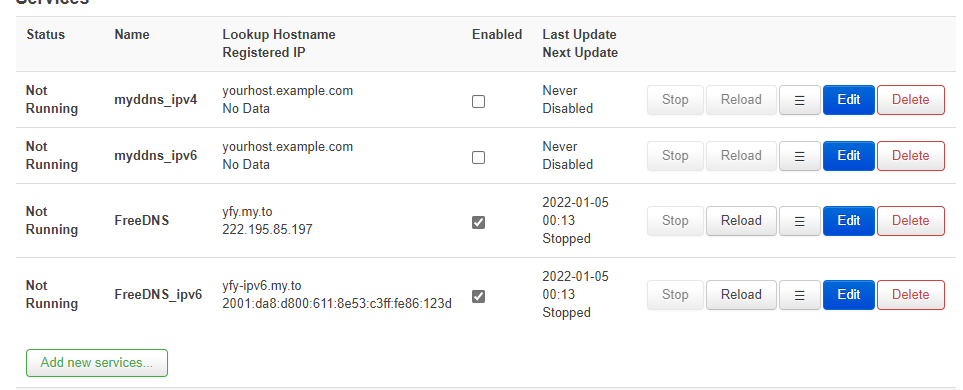 Services
Status Name Lookup Hostname Enabled Last Update
Registered IP Next Update
Not Running myddns_ipv4 yourhost.example.com No Data Never Disabled Stop Reload ☰ Edit Delete
Not Running myddns_ipv6 yourhost.example.com No Data Never Disabled Stop Reload ☰ Edit Delete
Not Running FreeDNS yfy.my.to 222.195.85.197 2022-01-05 00:13 Stopped Stop Reload ☰ Edit Delete
Not Running FreeDNS_ipv6 yfy-ipv6.my.to 2001:da8:d800:611:8e53:c3ff:fe86:123d 2022-01-05 00:13 Stopped Stop Reload ☰ Edit Delete
Add new services...